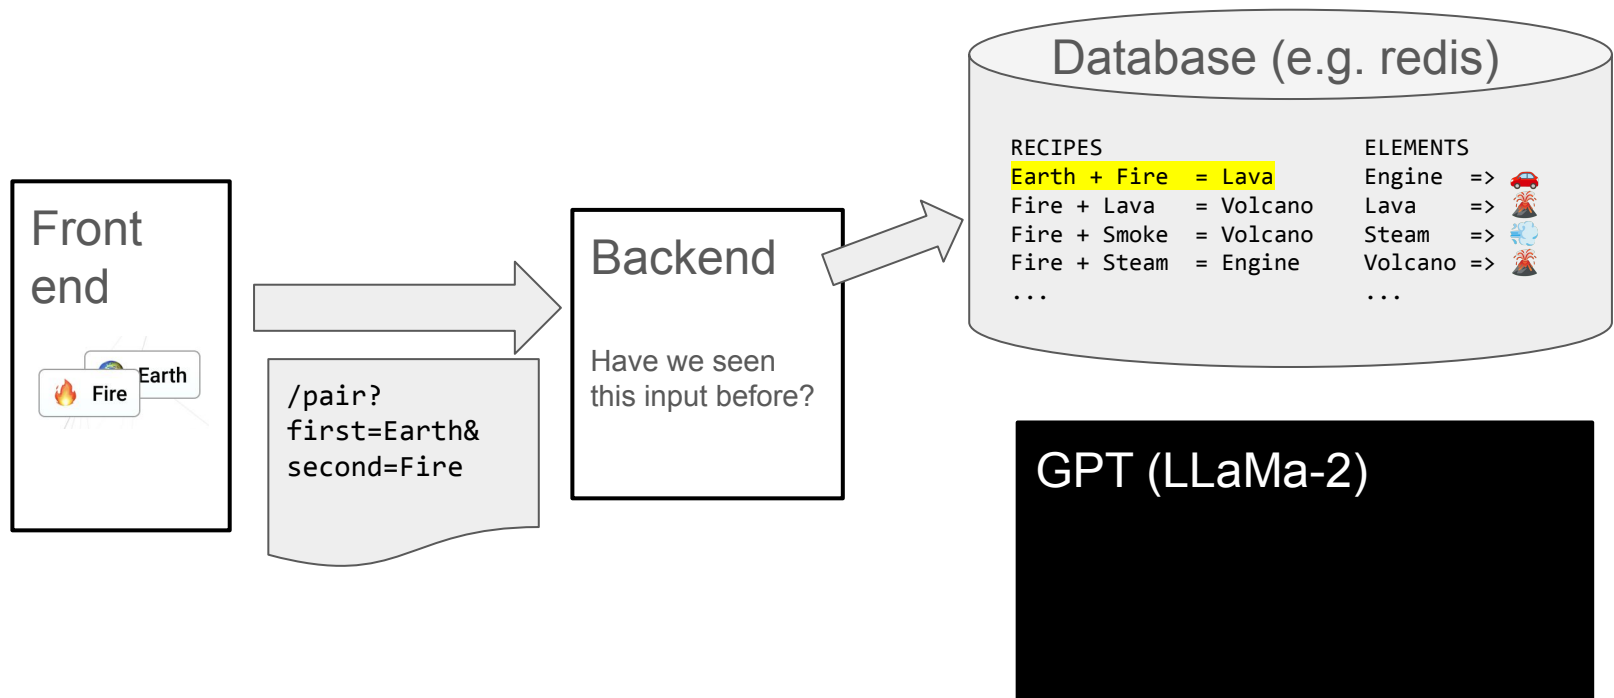 Front
end
Fire
Earth
/pair?
first=Earth&
second=Fire
Backend
Have we seen
this input before?
Database (e.g. redis)
RECIPES
Earth + Fire  = Lava
Fire + Lava   = Volcano
Fire + Smoke  = Volcano
Fire + Steam  = Engine
...
ELEMENTS
Engine  => 🚗
Lava    => 🌋
Steam   => 💨
Volcano => 🌋
...
GPT (LLaMa-2)